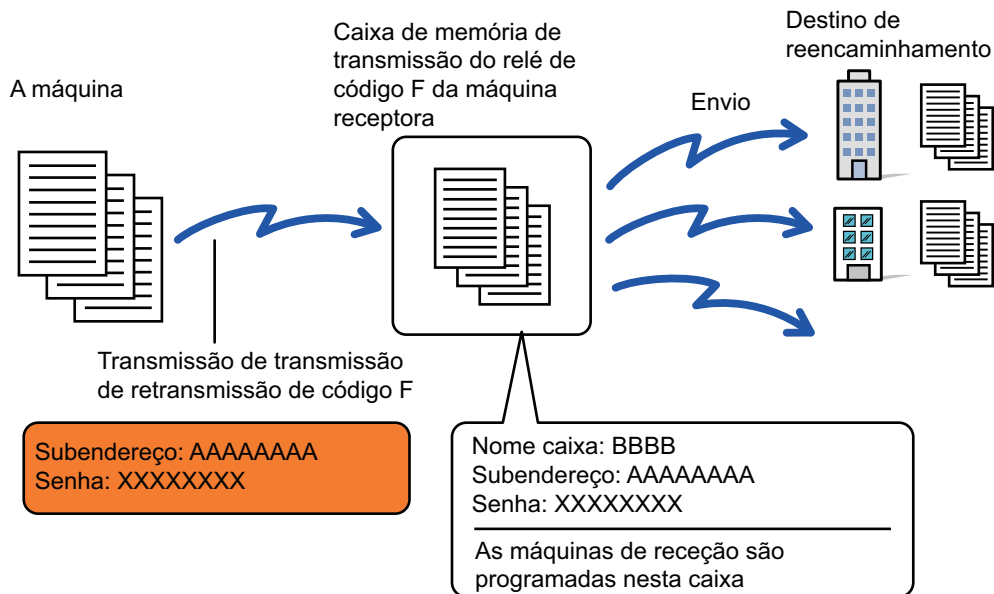 A máquina
Caixa de memória de
transmissão do relé de
código F da máquina
receptora
Envio
Destino de
reencaminhamento
Transmissão de transmissão
de retransmissão de código F
Subendereço: AAAAAAAA
Senha: XXXXXXXX
Nome caixa: BBBB
Subendereço: AAAAAAAA
Senha: XXXXXXXX
As máquinas de receção são
programadas nesta caixa